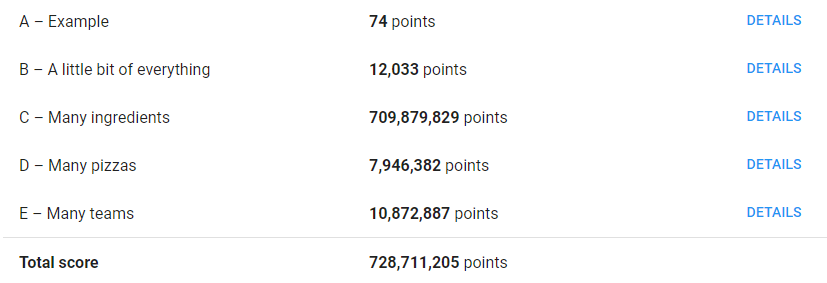 A – Example 74 points DETAILS
B – A little bit of everything 12,033 points DETAILS
C – Many ingredients 709,879,829 points DETAILS
D – Many pizzas 7,946,382 points DETAILS
E – Many teams 10,872,887 points DETAILS
Total score 728,711,205 points